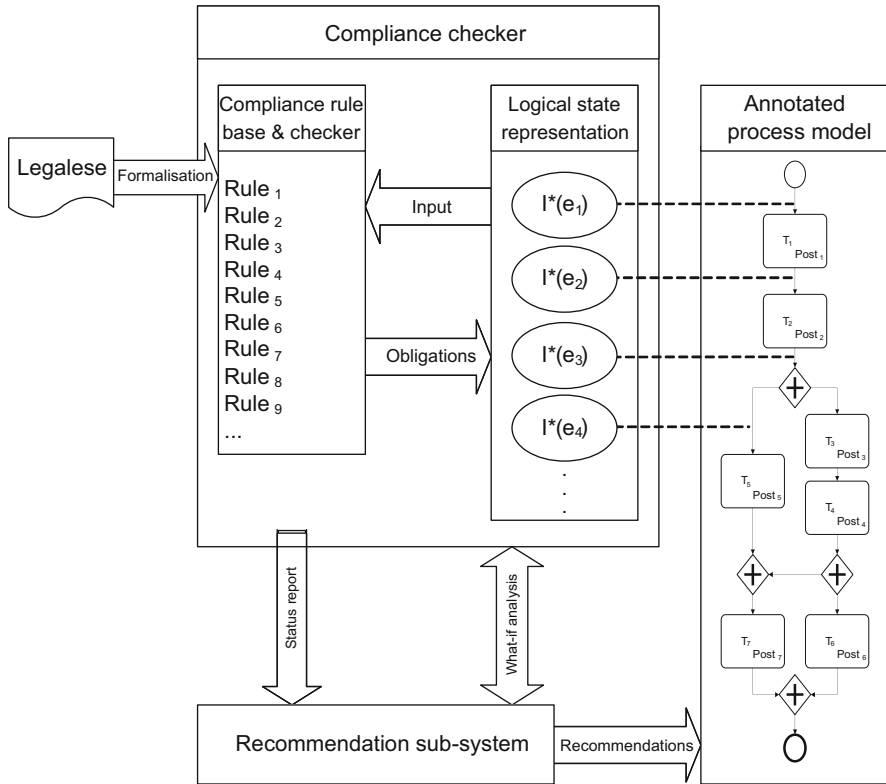 Compliance checker
Compliance rule
base & checker
Logical state
representation
Annotated
process model
Legalese
Formalisation
Rule 1
Rule 2
Rule 3
Rule 4
Rule 5
Rule 6
Rule 7
Rule 8
Rule 9
...
Input
Obligations
I*(e1)
I*(e2)
I*(e3)
I*(e4)
.
.
.
T1
Post 1
T2
Post 2
T3
Post 3
T5
Post 5
T4
Post 4
T7
Post 7
T6
Post 6
Status report
What-if analysis
Recommendation sub-system
Recommendations